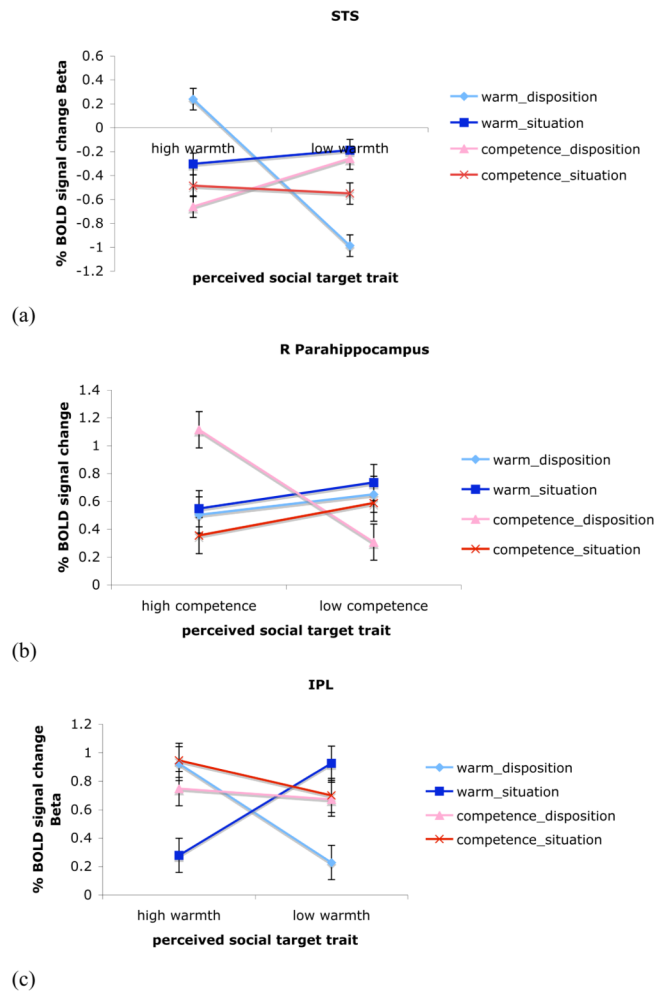 STS
% BOLD signal change Beta
0.6
0.4
0.2
0
-0.2
-0.4
-0.6
-0.8
-1
-1.2
high warmth
low warmth
perceived social target trait
warm_disposition
warm_situation
competence_disposition
competence_situation
(a)
R Parahippocampus
% BOLD signal change
1.4
1.2
1
0.8
0.6
0.4
0.2
0
high competence
low competence
perceived social target trait
warm_disposition
warm_situation
competence_disposition
competence_situation
(b)
IPL
% BOLD signal change
Beta
1.2
1
0.8
0.6
0.4
0.2
0
high warmth
low warmth
perceived social target trait
warm_disposition
warm_situation
competence_disposition
competence_situation
(c)